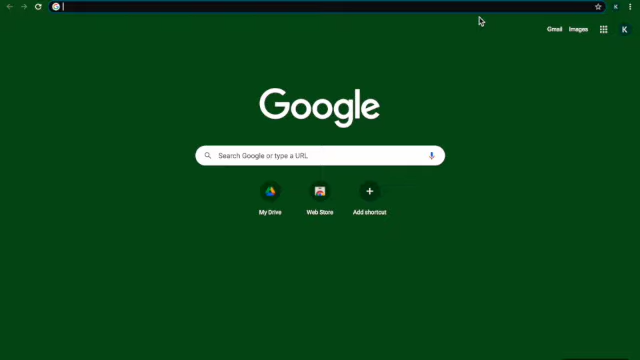 K
Gmail Images K
Google
Search Google or type a URL
My Drive Web Store Add shortcut